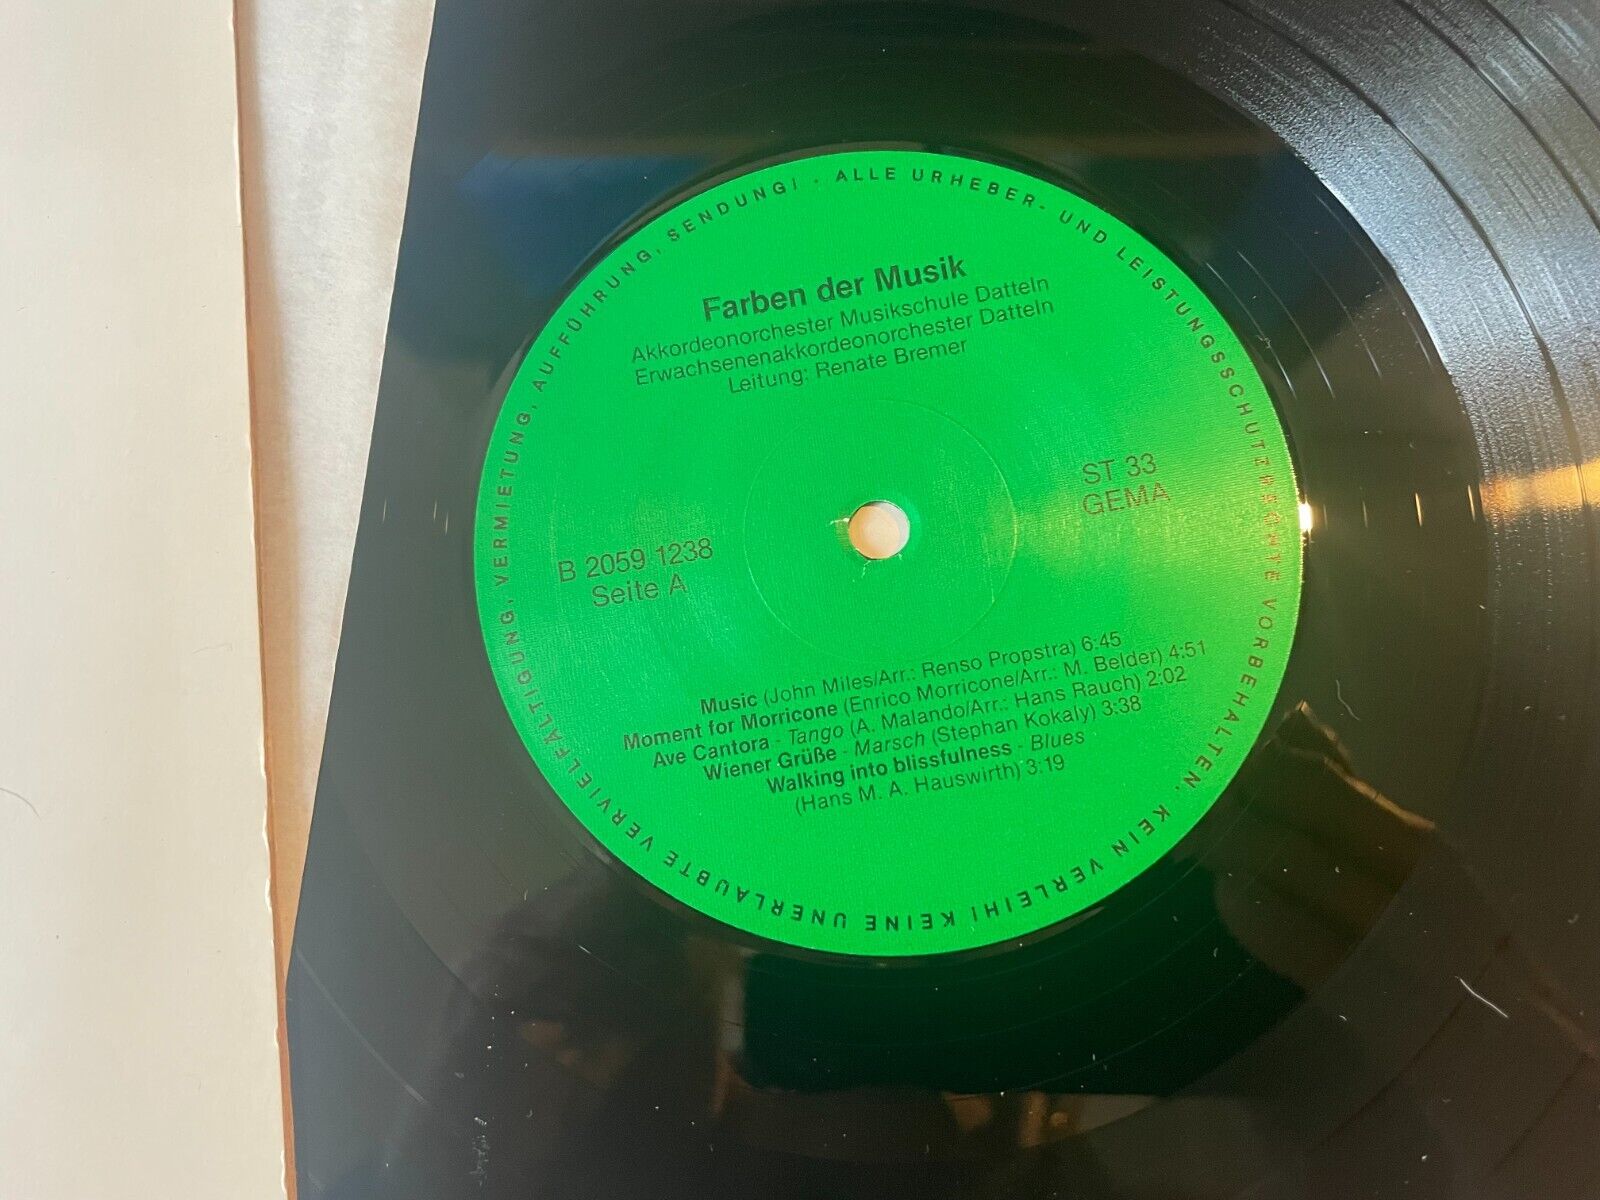 Farben der Musik
Akkordeonorchester Musikschule Datteln
Erwachsenenakkordeonorchester Datteln
Leitung: Renate Bremer
ST 33
GEMA
B 2059 1238
Seite A
Music (John Miles/Arr.: Renso Propstra) 6:45
Moment for Morricone (Enrico Morricone/Arr.: M. Belder) 4:51
Ave Cantora - Tango (A. Malando/Arr.: Hans Rauch) 2:02
Wiener Grüße - Marsch (Stephan Kokaly) 3:38
Walking into blissfulness - Blues
(Hans M. A. Hauswirth) 3:19
ALLE URHEBER- UND LEISTUNGSSCHUTZRECHTE VORBEHALTEN. KEIN VERLEIH! KEINE UNERLAUBTE VERVIELFÄLTIGUNG, VERMIETUNG, AUFFÜHRUNG, SENDUNG! ·